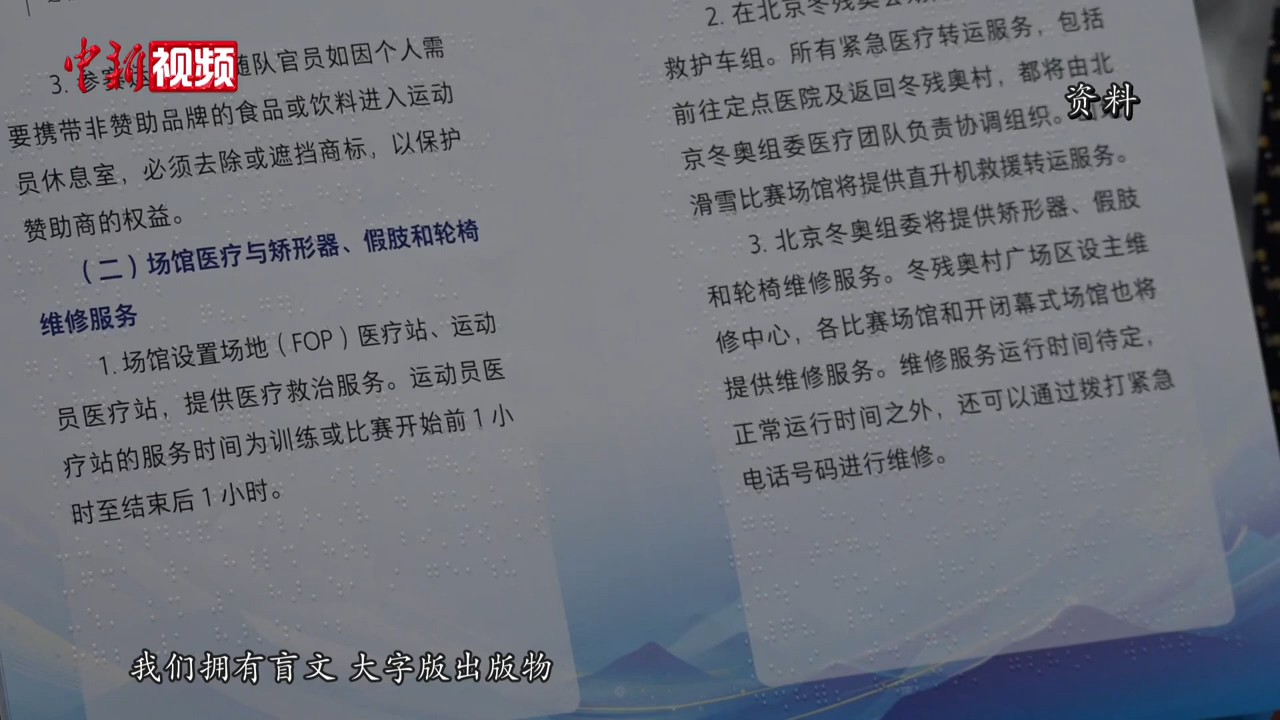 中新视频
资料
3. 参赛
随队官员如因个人需
要携带非赞助品牌的食品或饮料进入运动
员休息室，必须去除或遮挡商标，以保护
赞助商的权益。
（二）场馆医疗与矫形器、假肢和轮椅
维修服务
1. 场馆设置场地（FOP）医疗站、运动
员医疗站，提供医疗救治服务。运动员医
疗站的服务时间为训练或比赛开始前 1 小
时至结束后 1 小时。
2. 在北京冬残奥会
救护车组。所有紧急医疗转运服务，包括
前往定点医院及返回冬残奥村，都将由北
京冬奥组委医疗团队负责协调组织。
滑雪比赛场馆将提供直升机救援转运服务。
3. 北京冬奥组委将提供矫形器、假肢
和轮椅维修服务。冬残奥村广场区设主维
修中心，各比赛场馆和开闭幕式场馆也将
提供维修服务。维修服务运行时间待定，
正常运行时间之外，还可以通过拨打紧急
电话号码进行维修。
我们拥有盲文 大字版出版物